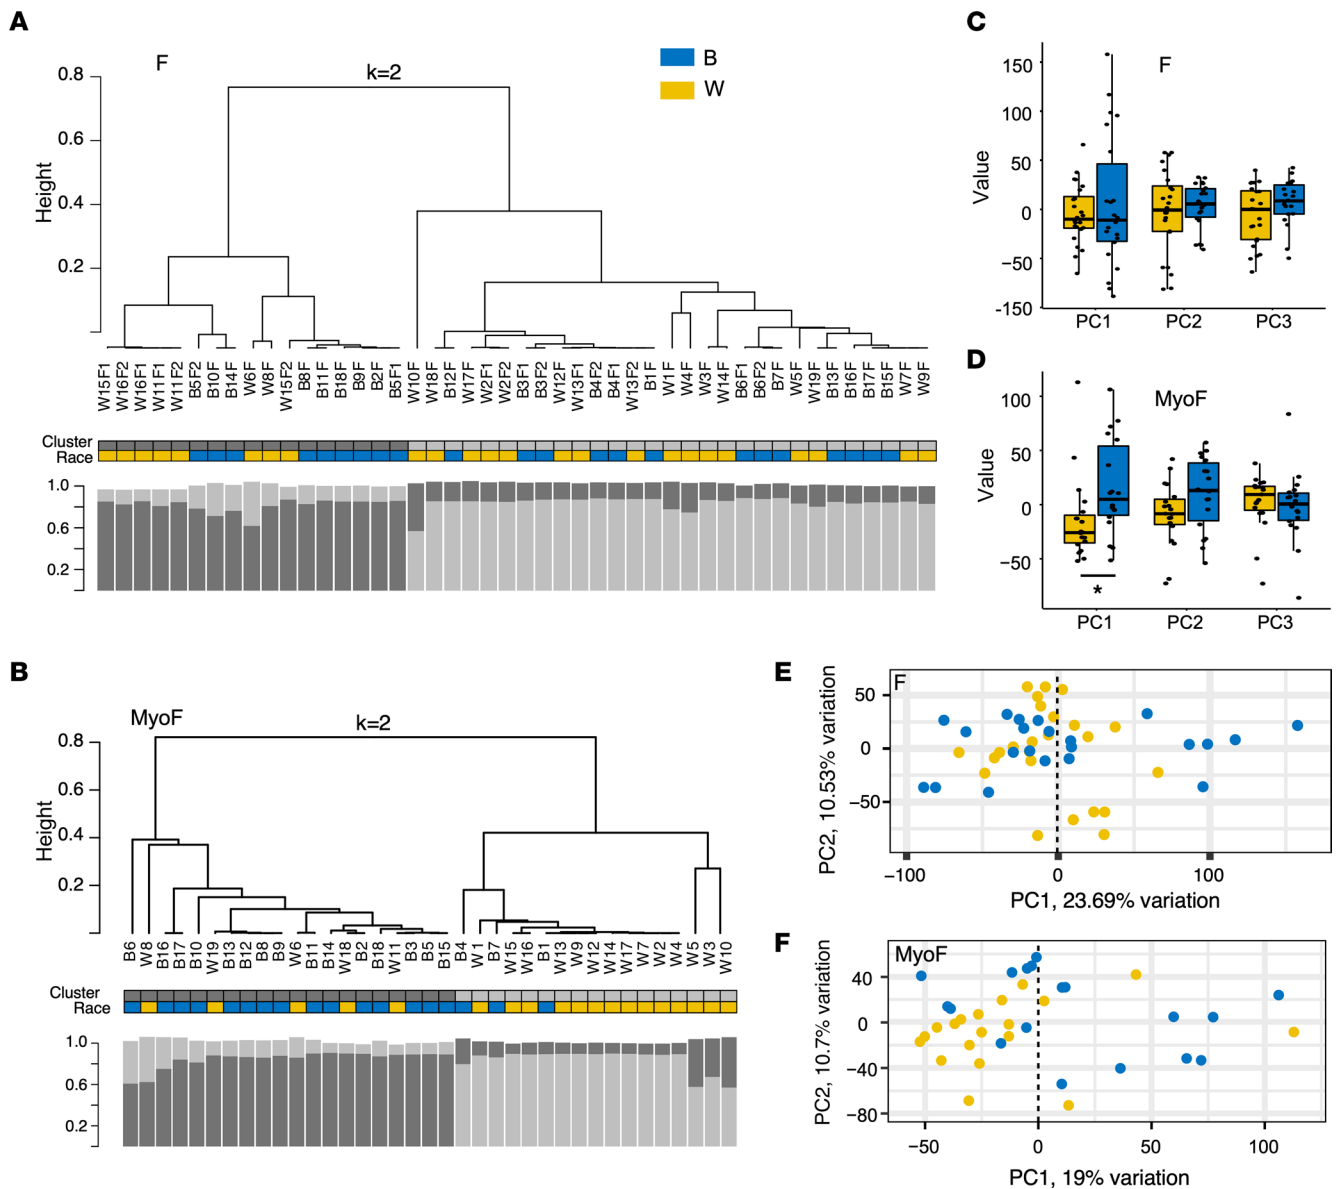 A
F
k=2
B
W
Height
0.8
0.6
0.4
0.2
W15F1 W16F2 W16F1 W11F1 W11F2 B5F2 B10F B14F W6F W8F W15F2 B8F B11F B18F B9F B2F B5F1 W10F W18F B12F W17F W2F1 W2F2 B3F1 B3F2 W12F W13F1 B4F2 B4F1 W13F2 B1F W1F W4F W3F W14F B6F1 B6F2 B7F W5F W19F B13F B16F B17F B15F W7F W9F
Cluster
Race
1.0
0.6
0.2
B
MyoF
k=2
Height
0.8
0.6
0.4
0.2
B6 W8 B16 B17 B10 W19 B13 B12 B8 B9 W6 B11 B14 W18 B2 B18 W11 B3 B5 B15 B4 W1 B7 W15 W16 B1 W13 W9 W12 W14 W17 W7 W2 W4 W5 W3 W10
Cluster
Race
1.0
0.6
0.2
C
F
Value
150
100
50
0
−50
-150
PC1 PC2 PC3
D
MyoF
Value
100
50
0
−50
*
PC1 PC2 PC3
E
F
PC2, 10.53% variation
50
0
−50
−100 0 100
PC1, 23.69% variation
F
MyoF
PC2, 10.7% variation
40
0
−40
−80
−50 0 50 100
PC1, 19% variation